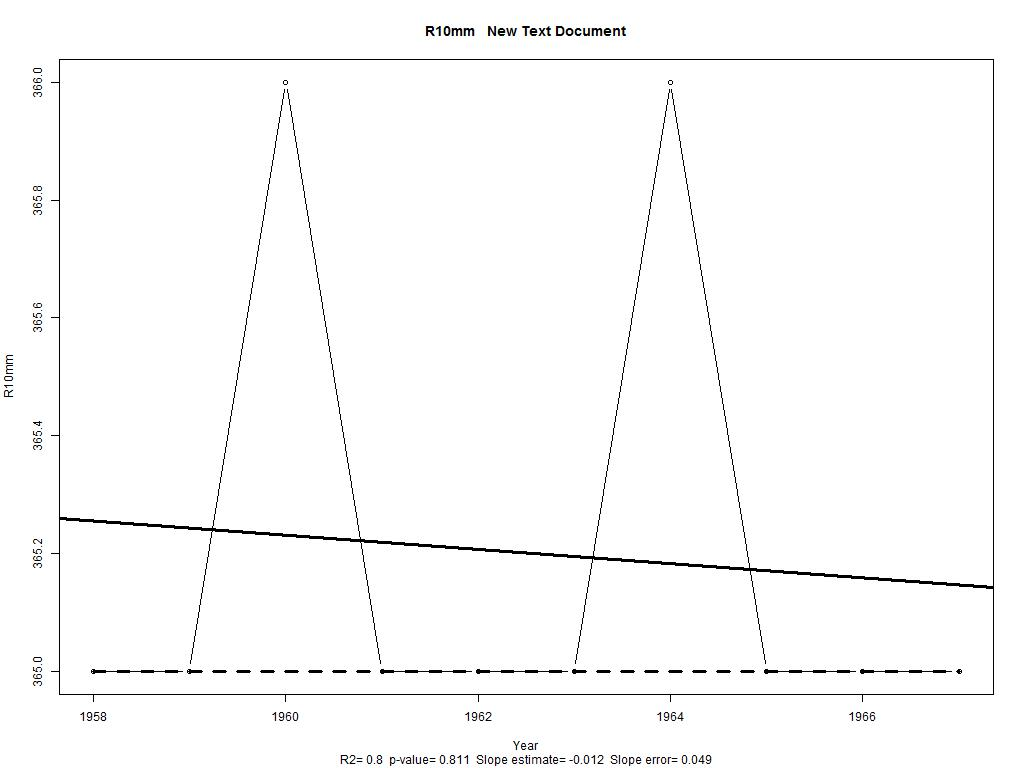 R10mm   New Text Document
366.0
365.8
365.6
365.4
365.2
365.0
R10mm
1958 1960 1962 1964 1966
Year
R2= 0.8 p-value= 0.811 Slope estimate= -0.012 Slope error= 0.049